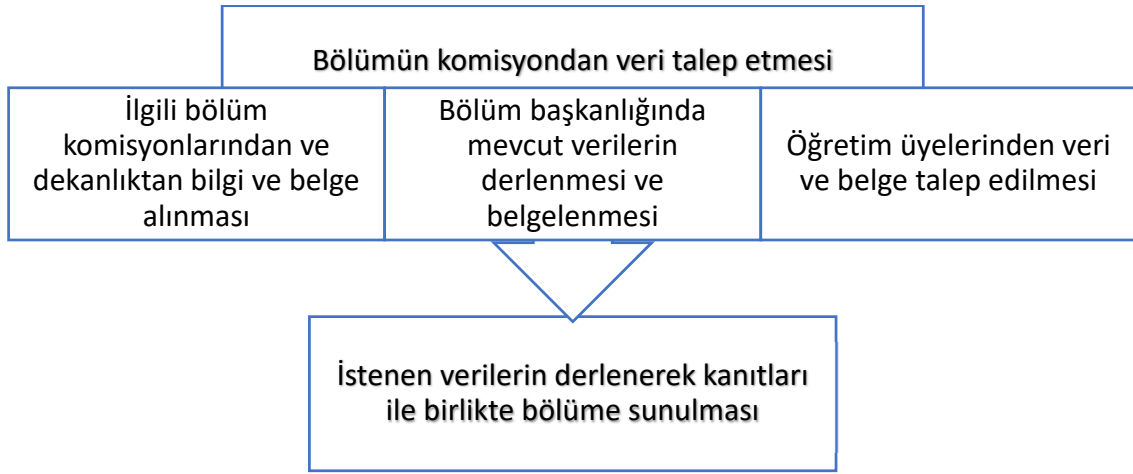 Bölümün komisyondan veri talep etmesi
İlgili bölüm
komisyonlarından ve
dekanlıktan bilgi ve belge
alınması
Bölüm başkanlığında
mevcut verilerin
derlenmesi ve
belgelenmesi
Öğretim üyelerinden veri
ve belge talep edilmesi
İstenen verilerin derlenerek kanıtları
ile birlikte bölüme sunulması